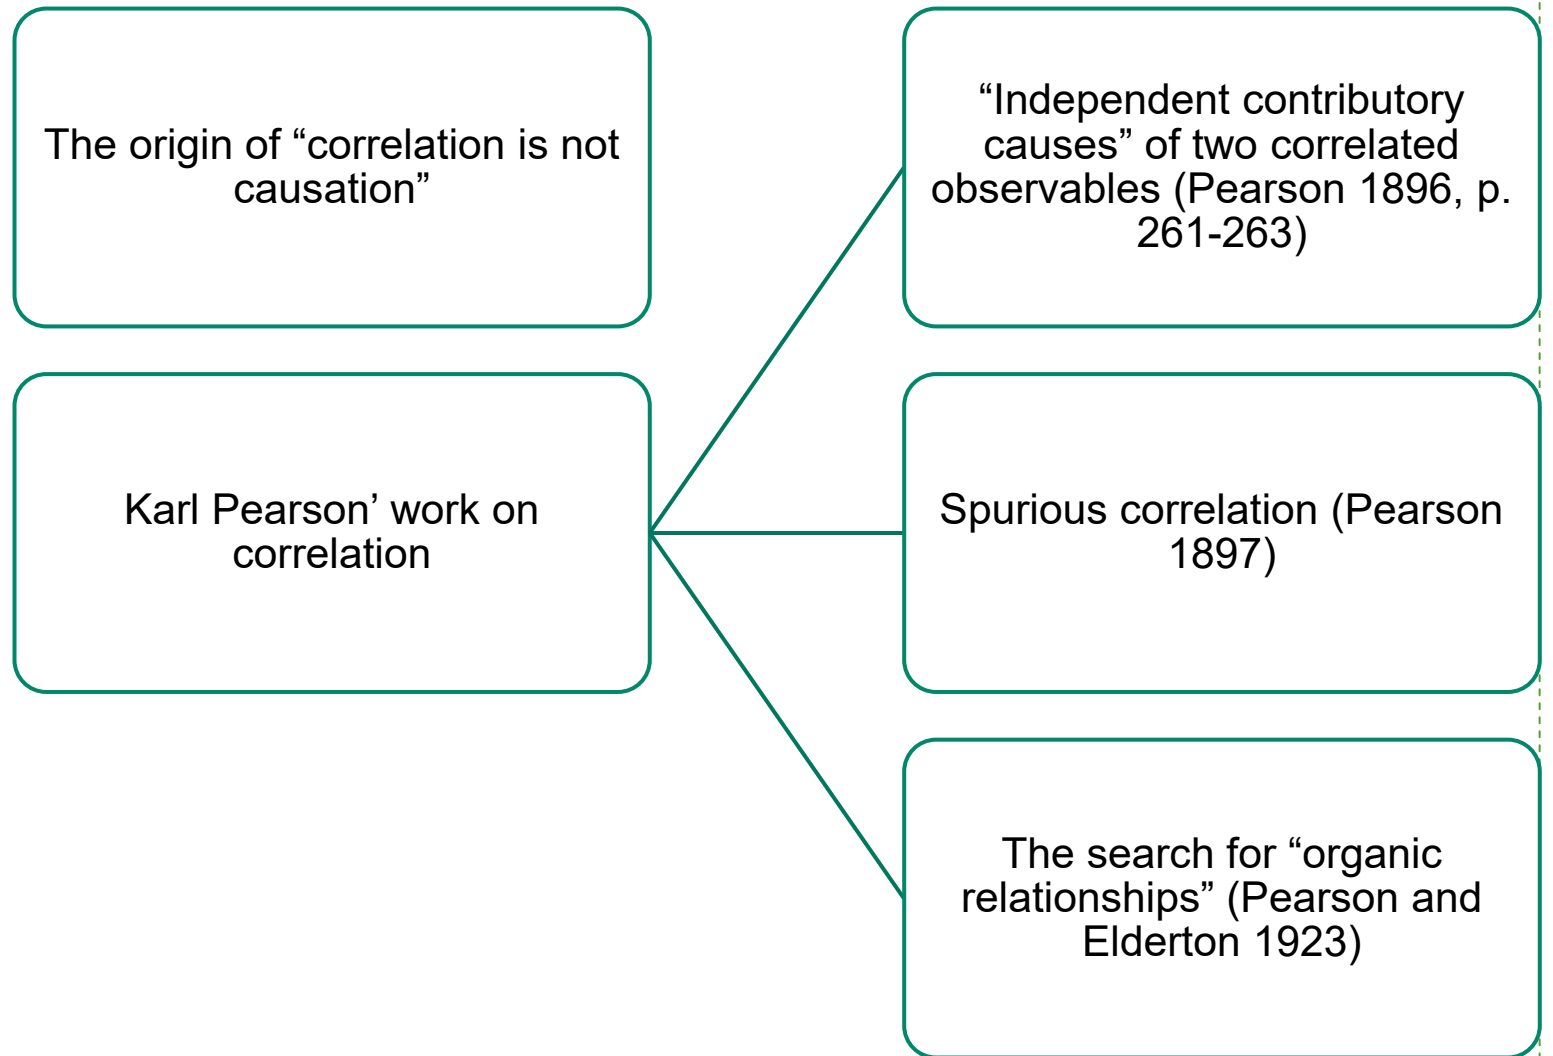 The origin of “correlation is not
causation”
Karl Pearson’ work on
correlation
“Independent contributory
causes” of two correlated
observables (Pearson 1896, p.
261-263)
Spurious correlation (Pearson
1897)
The search for “organic
relationships” (Pearson and
Elderton 1923)